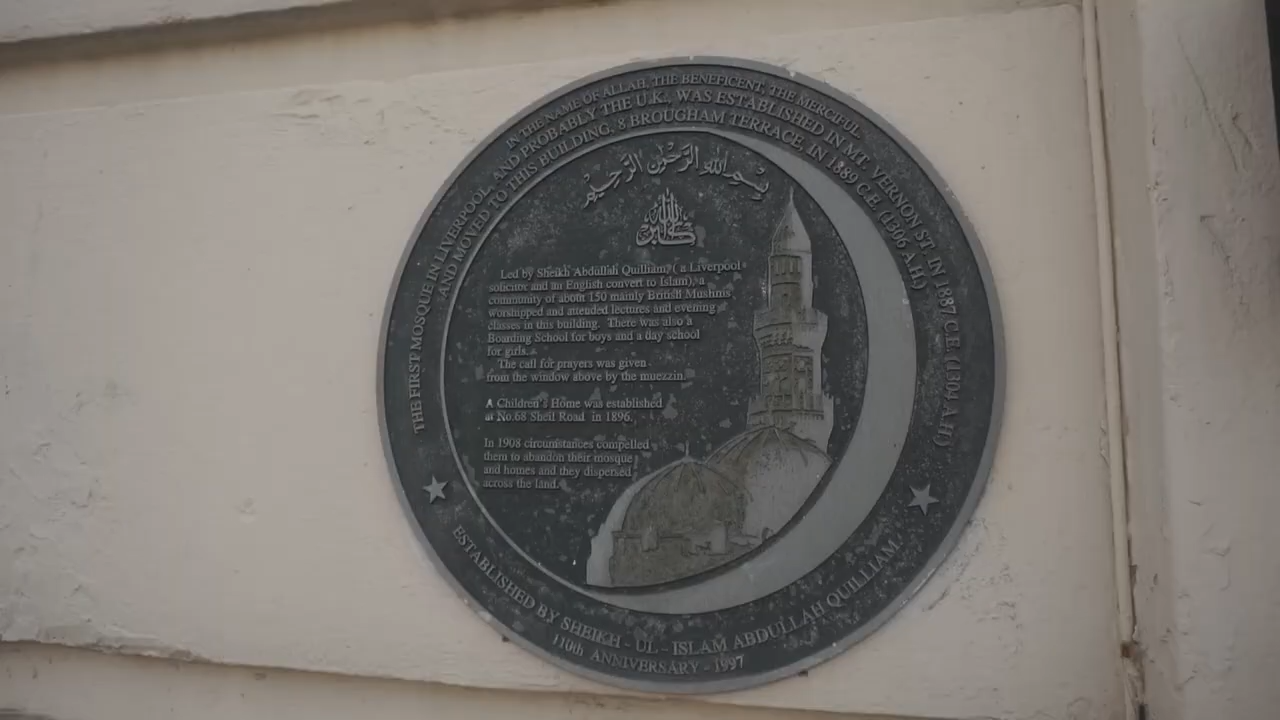 IN THE NAME OF ALLAH, THE BENEFICENT, THE MERCIFUL
THE FIRST MOSQUE IN LIVERPOOL, AND PROBABLY THE U.K., WAS ESTABLISHED IN MT. VERNON ST. IN 1887 C.E. (1304 A.H.)
AND MOVED TO THIS BUILDING, 8 BROUGHAM TERRACE, IN 1889 C.E. (1306 A.H.)
بسم الله الرحمن الرحيم
الله أكبر
Led by Sheikh Abdullah Quilliam, ( a Liverpool
solicitor and an English convert to Islam), a
community of about 150 mainly British Muslims
worshipped and attended lectures and evening
classes in this building. There was also a
Boarding School for boys and a day school
for girls.
The call for prayers was given
from the window above by the muezzin.
A Children's Home was established
at No.68 Sheil Road in 1896.
In 1908 circumstances compelled
them to abandon their mosque
and homes and they dispersed
across the land.
ESTABLISHED BY SHEIKH - UL - ISLAM ABDULLAH QUILLIAM
110th ANNIVERSARY - 1997